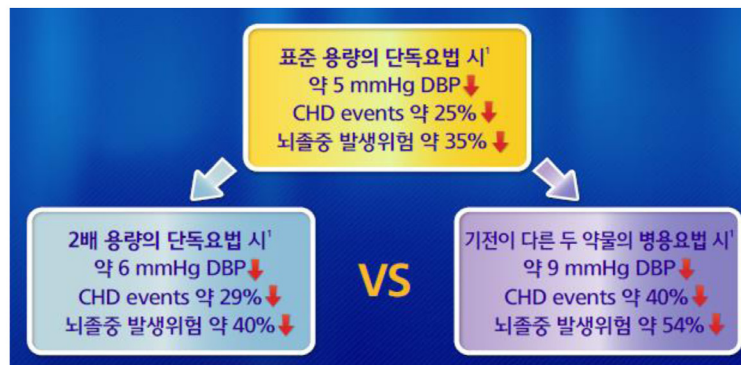 표준 용량의 단독요법 시¹
약 5 mmHg DBP⬇
CHD events 약 25%⬇
뇌졸중 발생위험 약 35%⬇
2배 용량의 단독요법 시¹
약 6 mmHg DBP⬇
CHD events 약 29%⬇
뇌졸중 발생위험 약 40%⬇
VS
기전이 다른 두 약물의 병용요법 시¹
약 9 mmHg DBP⬇
CHD events 약 40%⬇
뇌졸중 발생위험 약 54%⬇